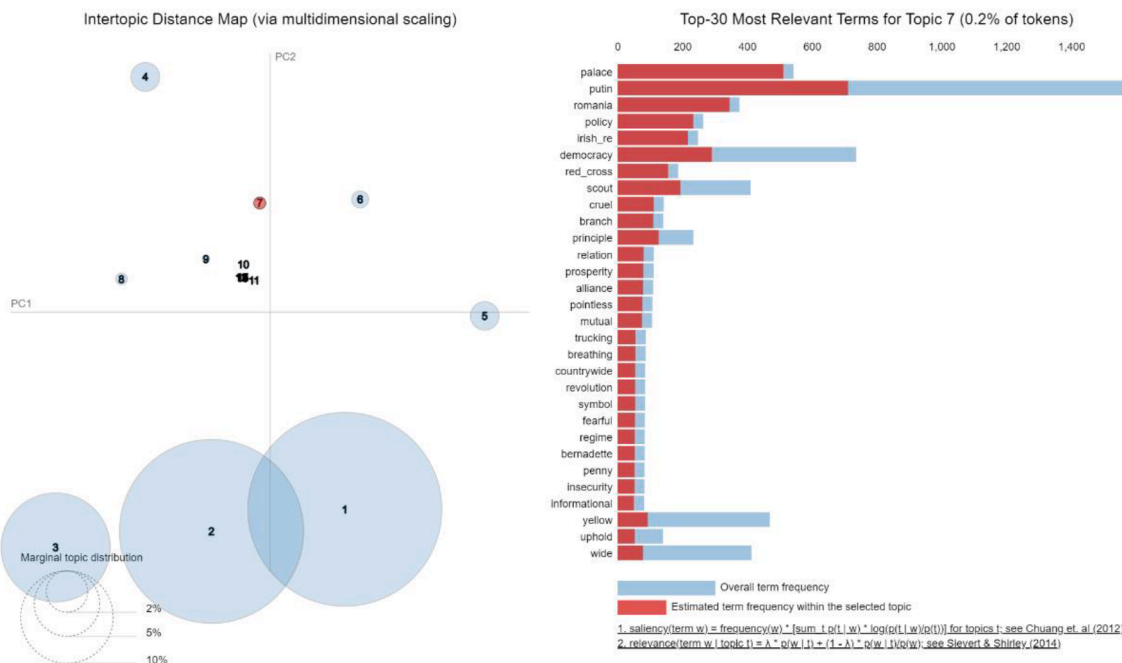 Intertopic Distance Map (via multidimensional scaling)
PC2
PC1
4
7
6
9
10
8
11
5
1
2
3
Marginal topic distribution
2%
5%
10%
Top-30 Most Relevant Terms for Topic 7 (0.2% of tokens)
0 200 400 600 800 1,000 1,200 1,400
palace
putin
romania
policy
irish_re
democracy
red_cross
scout
cruel
branch
principle
relation
prosperity
alliance
pointless
mutual
trucking
breathing
countrywide
revolution
symbol
fearful
regime
bernadette
penny
insecurity
informational
yellow
uphold
wide
Overall term frequency
Estimated term frequency within the selected topic
1. saliency(term w) = frequency(w) * [sum_t p(t | w) * log(p(t | w)/p(t))] for topics t; see Chuang et. al (2012)
2. relevance(term w | topic t) = λ * p(w | t) + (1 - λ) * p(w | t)/p(w); see Sievert & Shirley (2014)